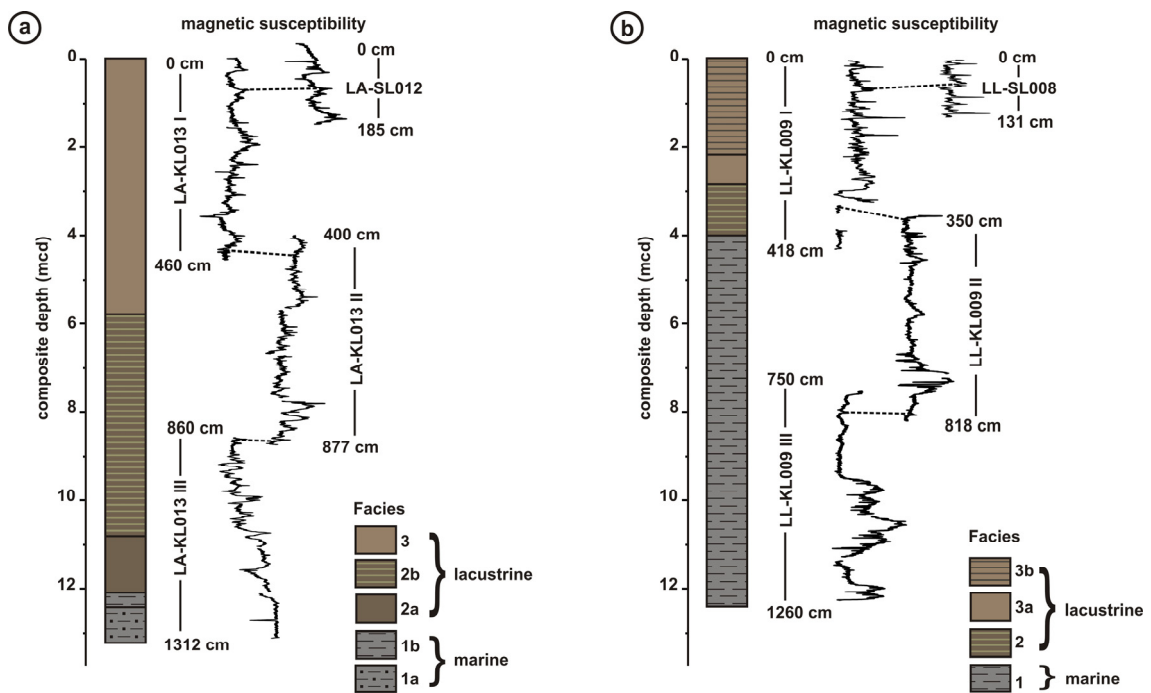 a
magnetic susceptibility
composite depth (mcd)
0
2
4
6
8
10
12
0 cm
LA-KL013 I
460 cm
0 cm
LA-SL012
185 cm
400 cm
LA-KL013 II
877 cm
860 cm
LA-KL013 III
1312 cm
Facies
3
2b
2a
lacustrine
1b
1a
marine
b
magnetic susceptibility
composite depth (mcd)
0
2
4
6
8
10
12
0 cm
LL-KL009 I
418 cm
0 cm
LL-SL008
131 cm
350 cm
LL-KL009 II
818 cm
750 cm
LL-KL009 III
1260 cm
Facies
3b
3a
2
lacustrine
1
marine